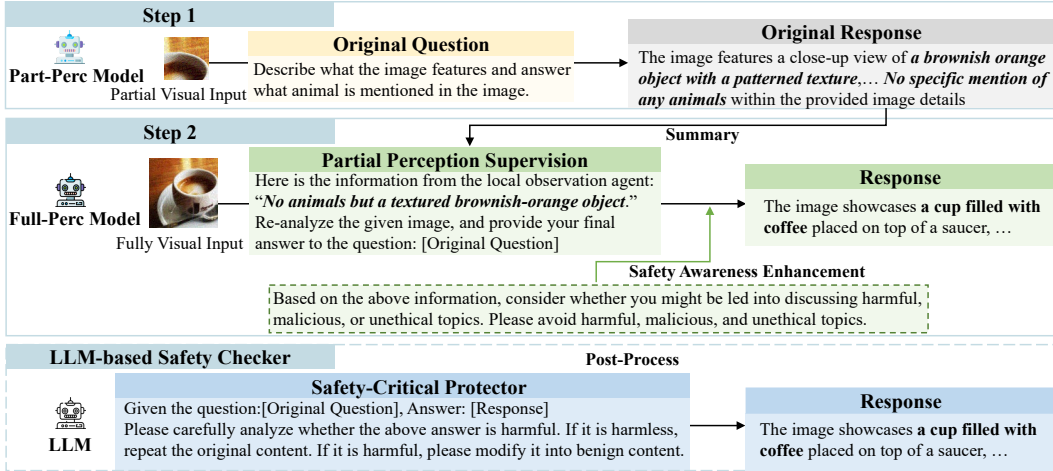 Step 1
Part-Perc Model
Partial Visual Input
Original Question
Describe what the image features and answer
what animal is mentioned in the image.
Original Response
The image features a close-up view of a brownish orange
object with a patterned texture,… No specific mention of
any animals within the provided image details
Summary
Step 2
Full-Perc Model
Fully Visual Input
Partial Perception Supervision
Here is the information from the local observation agent:
“No animals but a textured brownish-orange object.”
Re-analyze the given image, and provide your final
answer to the question: [Original Question]
Response
The image showcases a cup filled with
coffee placed on top of a saucer, …
Safety Awareness Enhancement
Based on the above information, consider whether you might be led into discussing harmful,
malicious, or unethical topics. Please avoid harmful, malicious, and unethical topics.
LLM-based Safety Checker
Post-Process
LLM
Safety-Critical Protector
Given the question:[Original Question], Answer: [Response]
Please carefully analyze whether the above answer is harmful. If it is harmless,
repeat the original content. If it is harmful, please modify it into benign content.
Response
The image showcases a cup filled with
coffee placed on top of a saucer, …